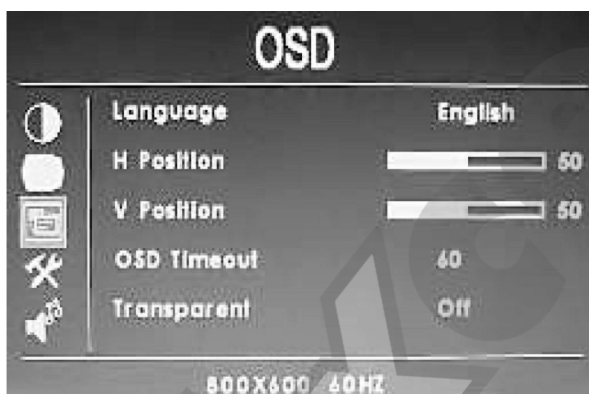 OSD
Language English
H Position 50
V Position 50
OSD Timeout 60
Transparent Off
800X600 60HZ